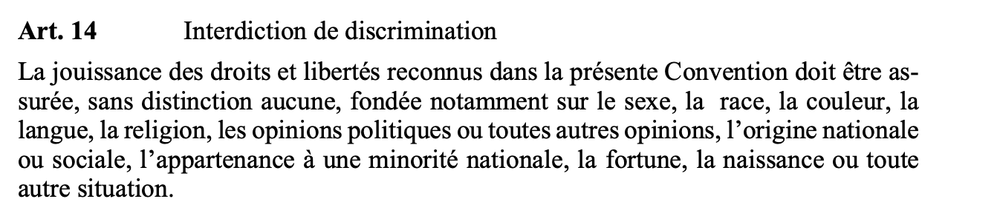 Art. 14 Interdiction de discrimination
La jouissance des droits et libertés reconnus dans la présente Convention doit être as-
surée, sans distinction aucune, fondée notamment sur le sexe, la race, la couleur, la
langue, la religion, les opinions politiques ou toutes autres opinions, l’origine nationale
ou sociale, l’appartenance à une minorité nationale, la fortune, la naissance ou toute
autre situation.